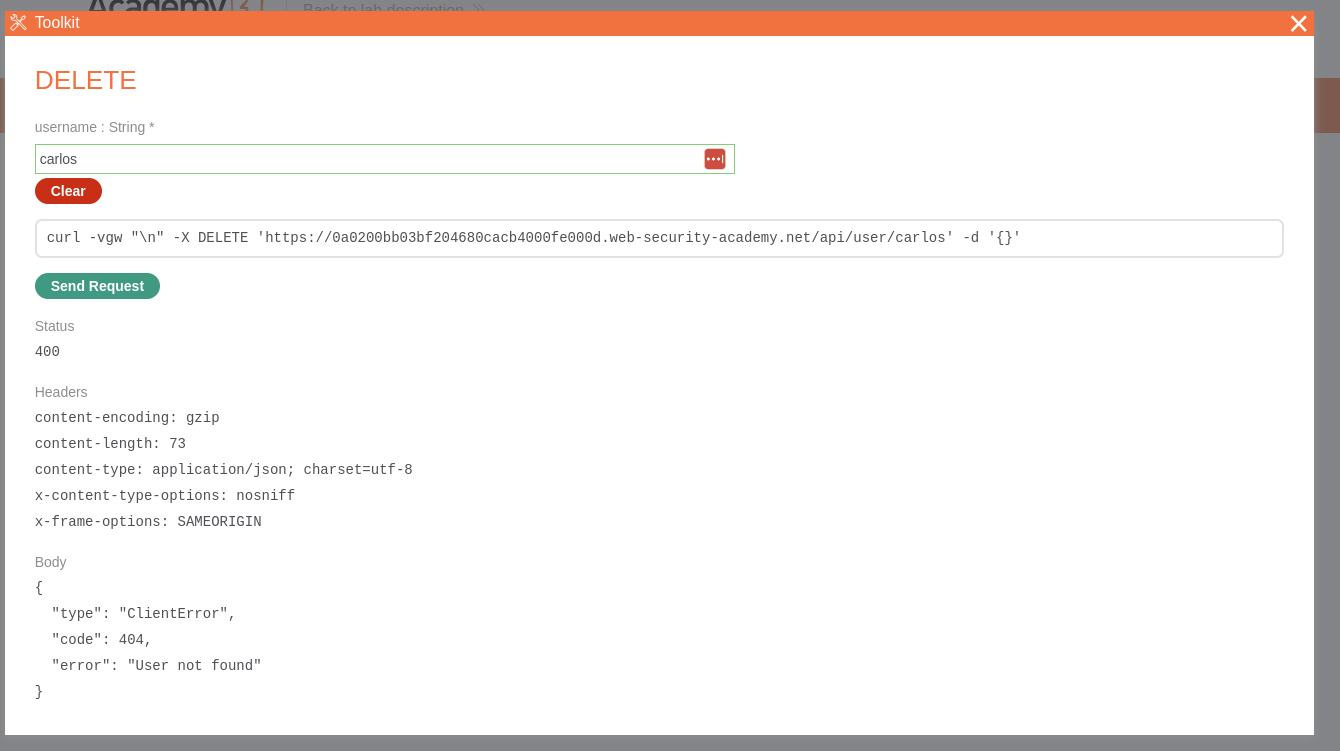 Academy
Back to lab description
Toolkit
DELETE
username : String *
carlos
Clear
curl -vgw "\n" -X DELETE 'https://0a0200bb03bf204680cacb4000fe000d.web-security-academy.net/api/user/carlos' -d '{}'
Send Request
Status
400
Headers
content-encoding: gzip
content-length: 73
content-type: application/json; charset=utf-8
x-content-type-options: nosniff
x-frame-options: SAMEORIGIN
Body
{
  "type": "ClientError",
  "code": 404,
  "error": "User not found"
}